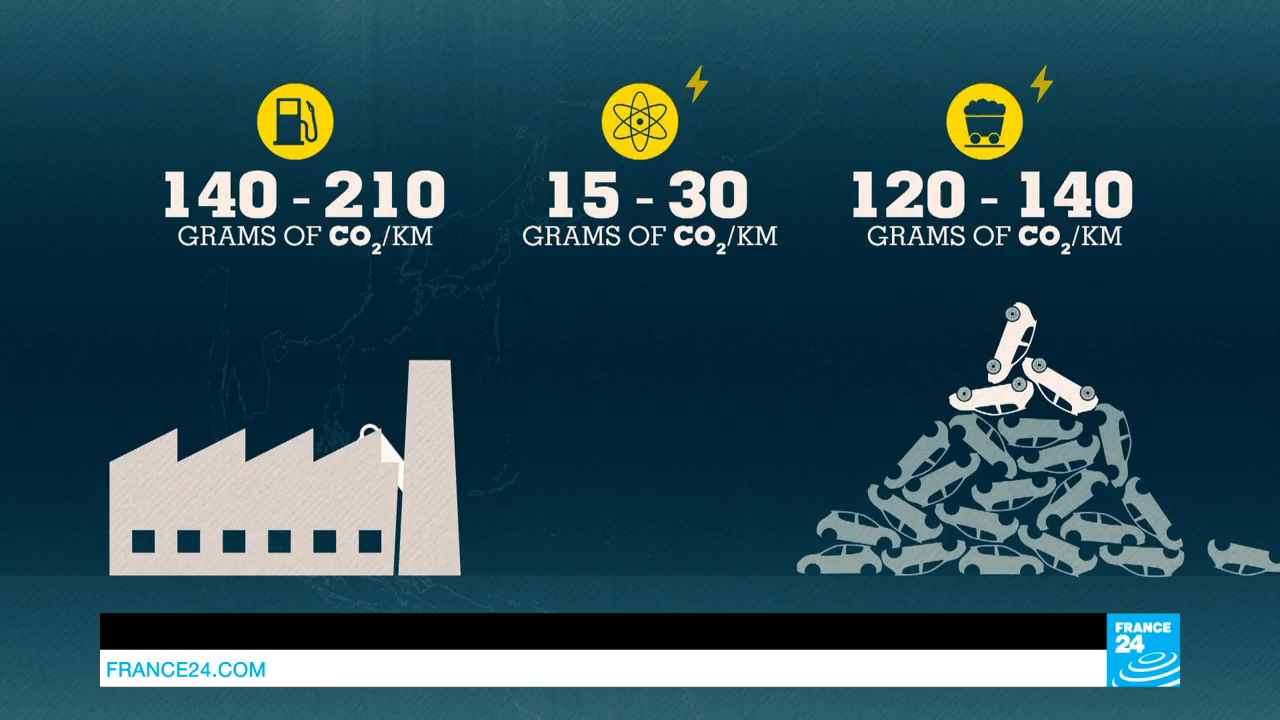 140 - 210
GRAMS OF CO₂/KM
15 - 30
GRAMS OF CO₂/KM
120 - 140
GRAMS OF CO₂/KM
FRANCE24.COM
FRANCE
24